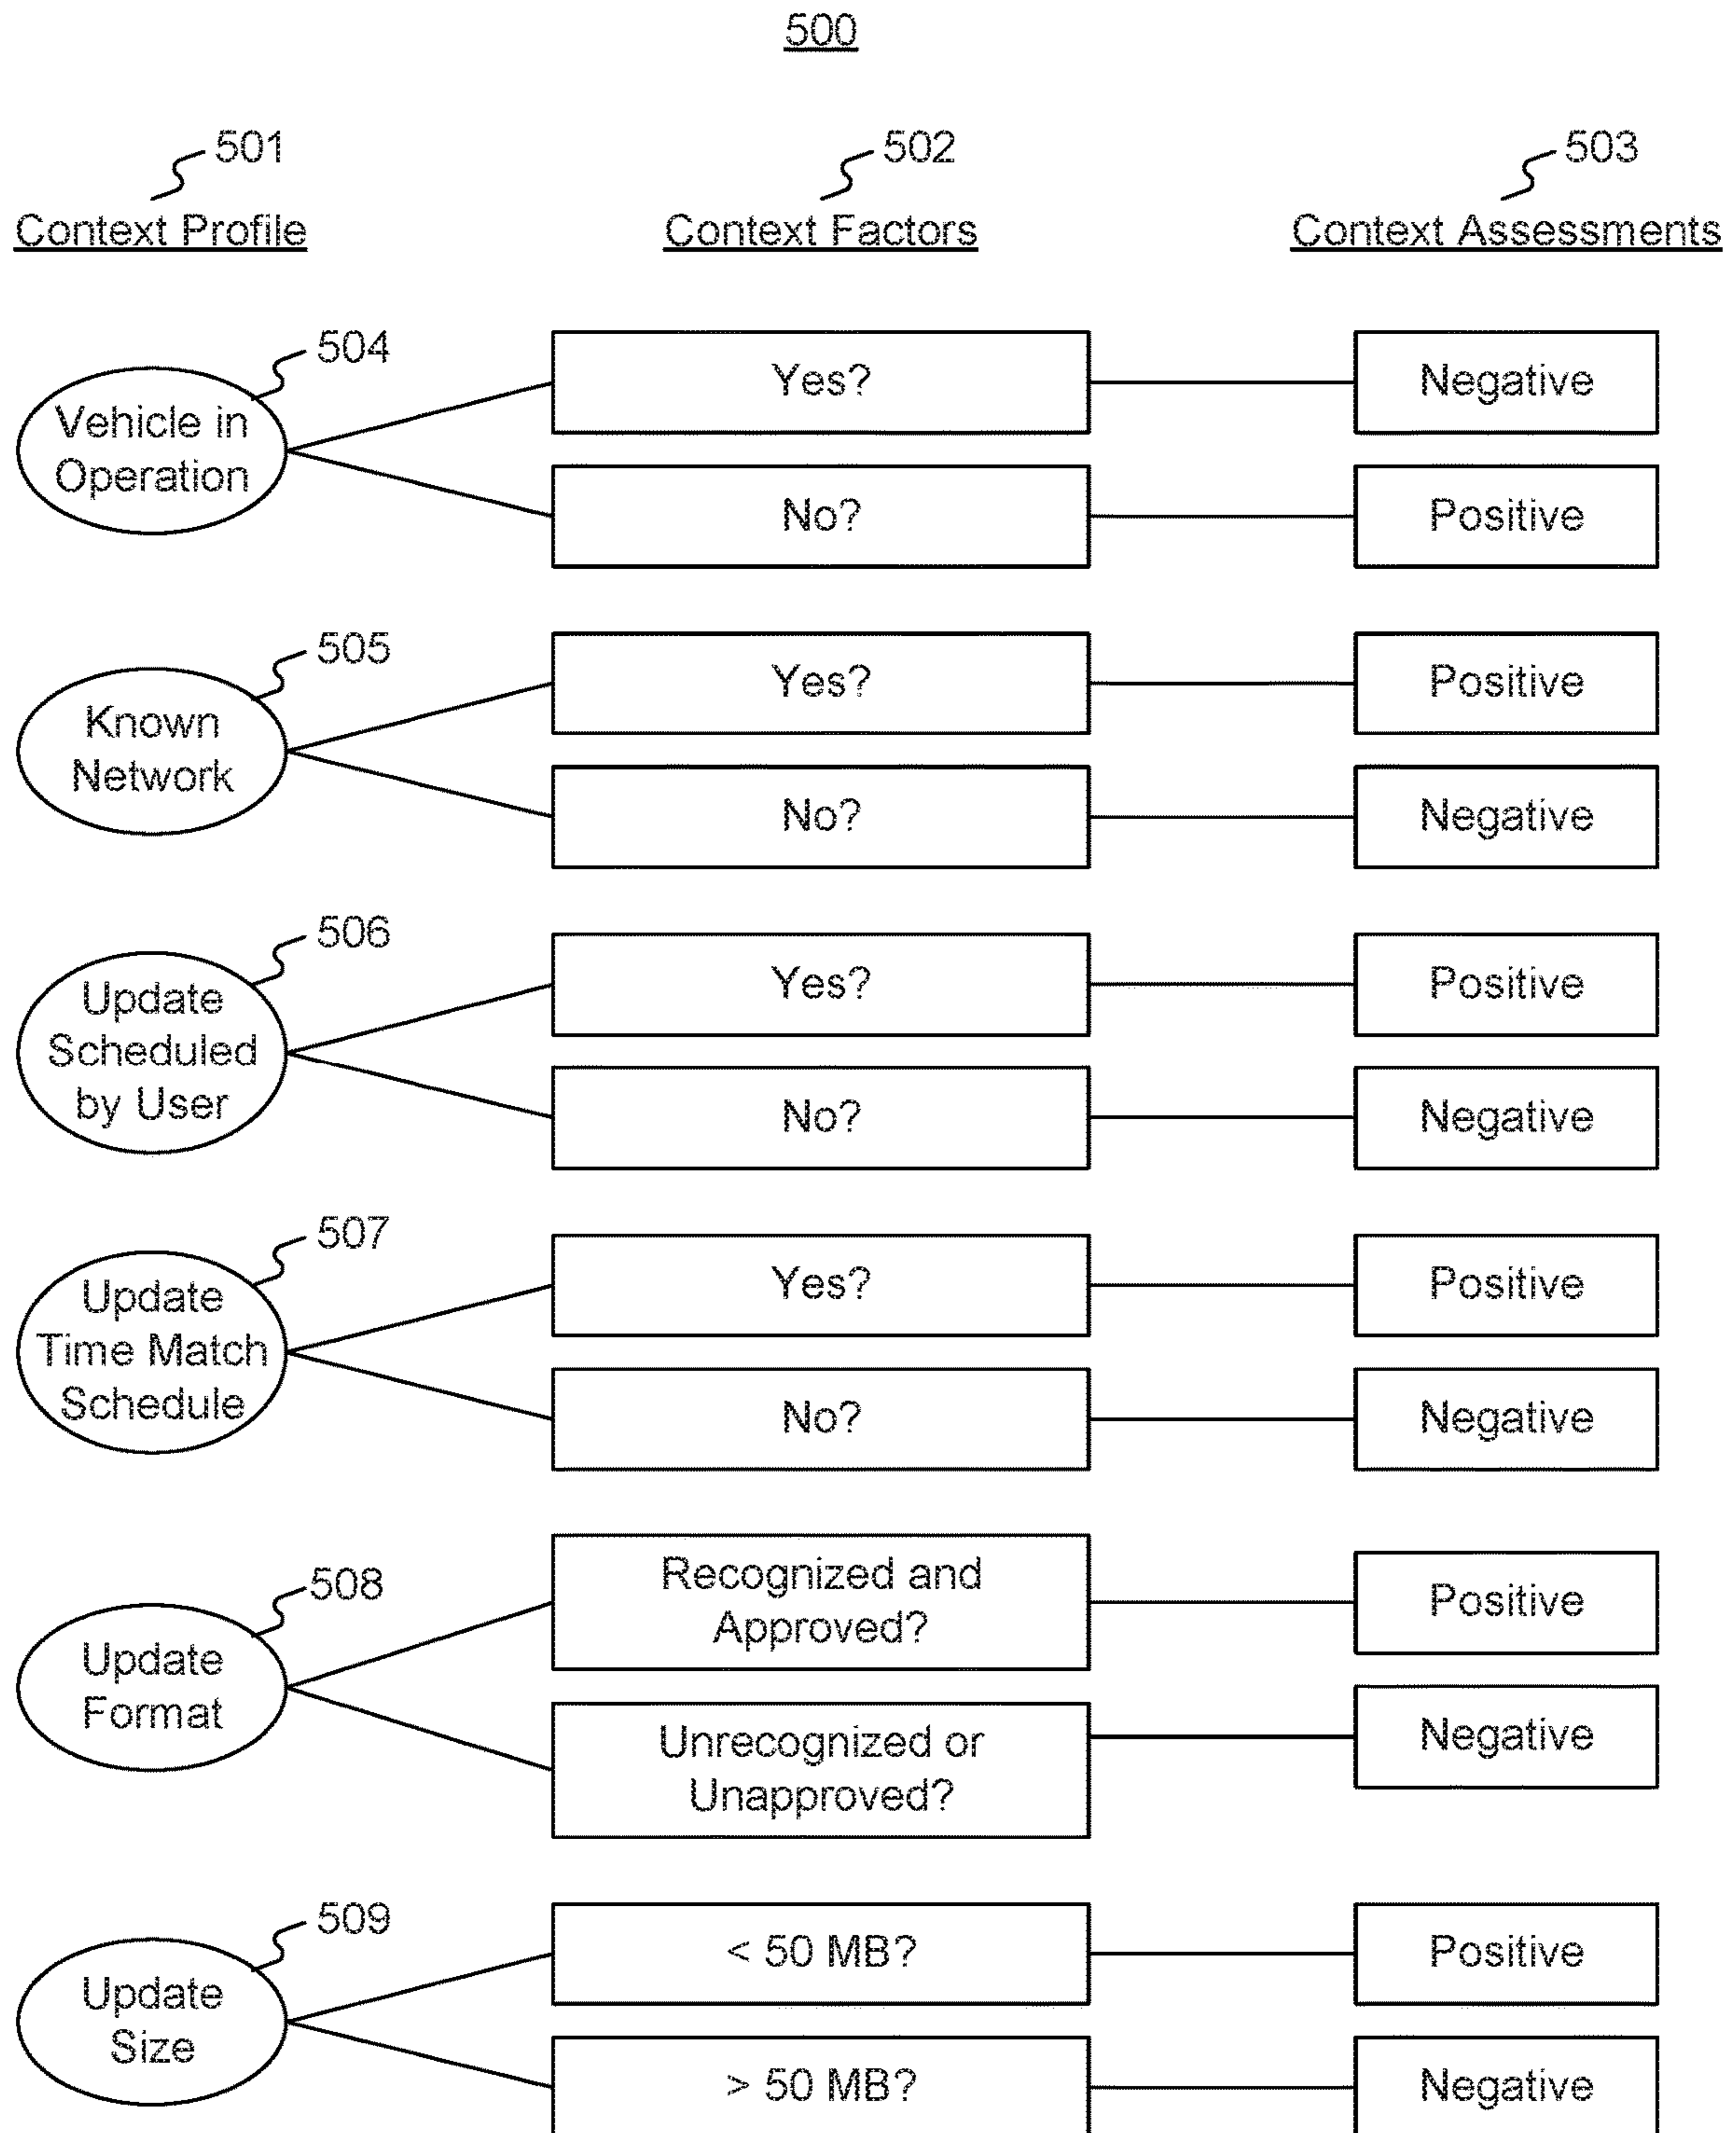 500
501
502
503
Context Profile
Context Factors
Context Assessments
504
Vehicle in
Operation
Yes?
Negative
No?
Positive
505
Known
Network
Yes?
Positive
No?
Negative
506
Update
Scheduled
by User
Yes?
Positive
No?
Negative
507
Update
Time Match
Schedule
Yes?
Positive
No?
Negative
508
Update
Format
Recognized and
Approved?
Positive
Unrecognized or
Unapproved?
Negative
509
Update
Size
< 50 MB?
Positive
> 50 MB?
Negative